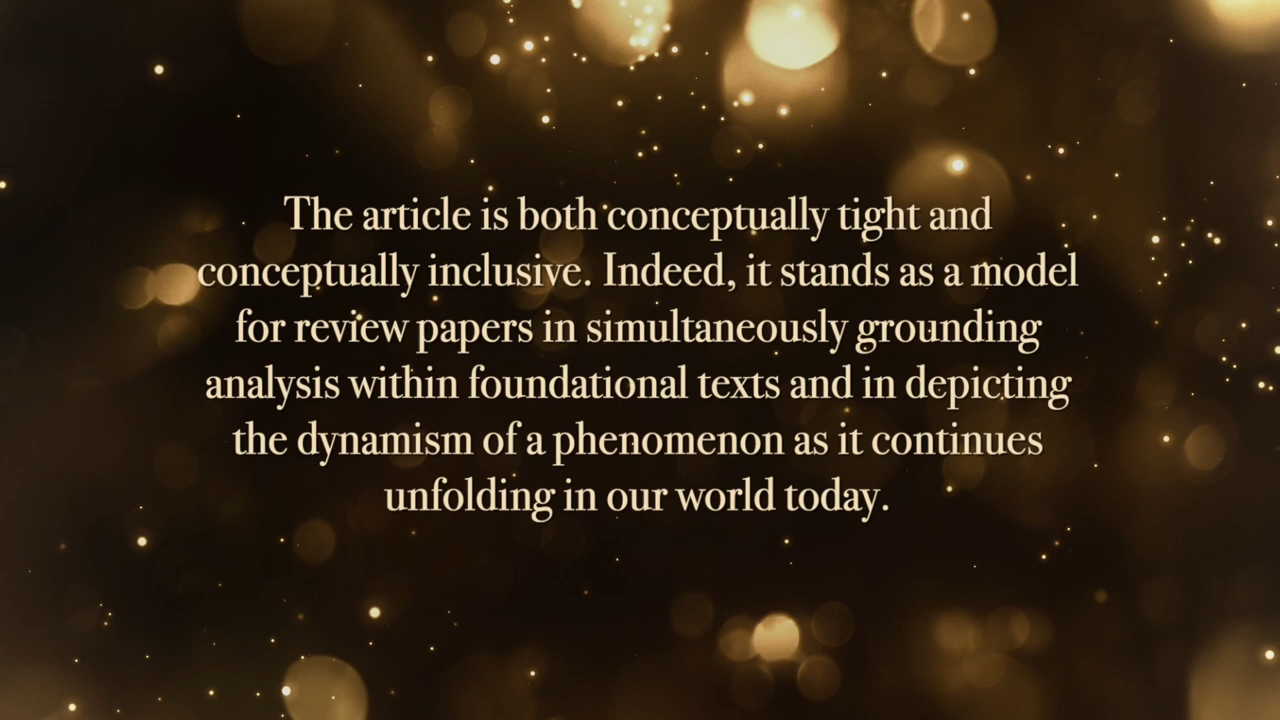 The article is both conceptually tight and
conceptually inclusive. Indeed, it stands as a model
for review papers in simultaneously grounding
analysis within foundational texts and in depicting
the dynamism of a phenomenon as it continues
unfolding in our world today.